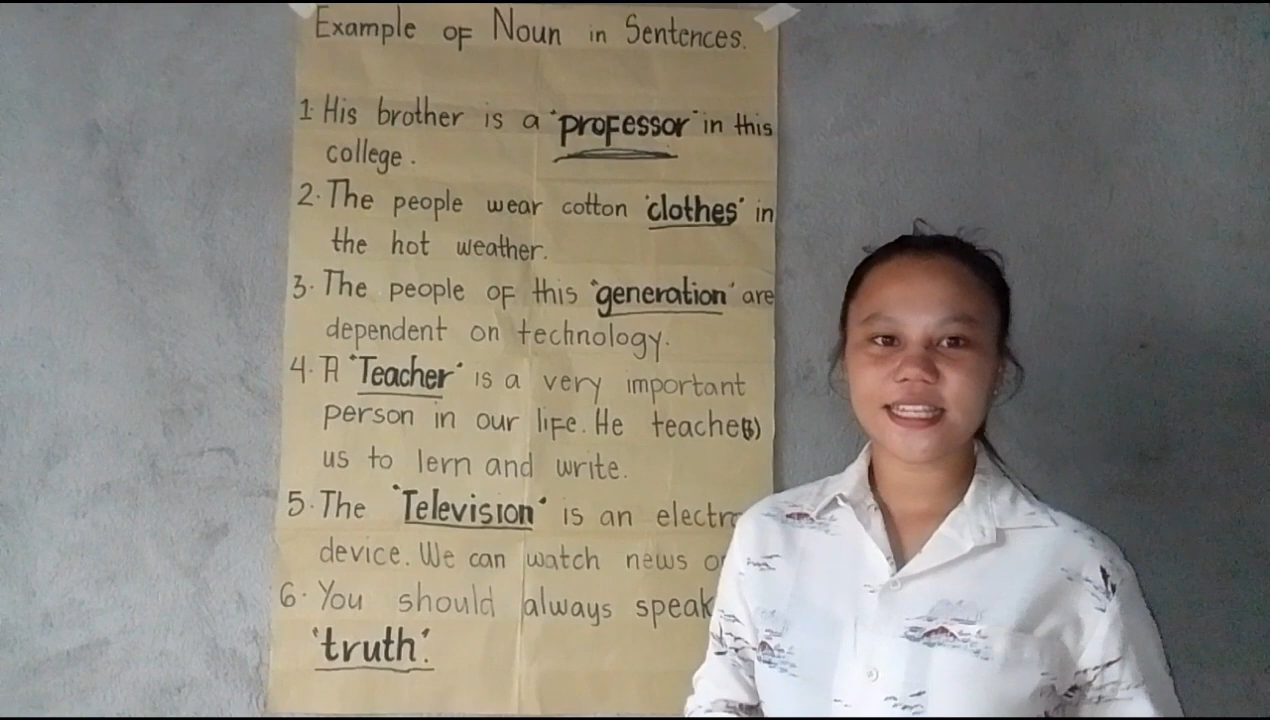 Example of Noun in Sentences.
1. His brother is a "professor" in this
college.
2. The people wear cotton "clothes" in
the hot weather.
3. The people of this "generation" are
dependent on technology.
4. A "Teacher" is a very important
person in our life. He teache(s)
us to lern and write.
5. The "Television" is an
device. We can watch news
6. You should always speak
"truth".